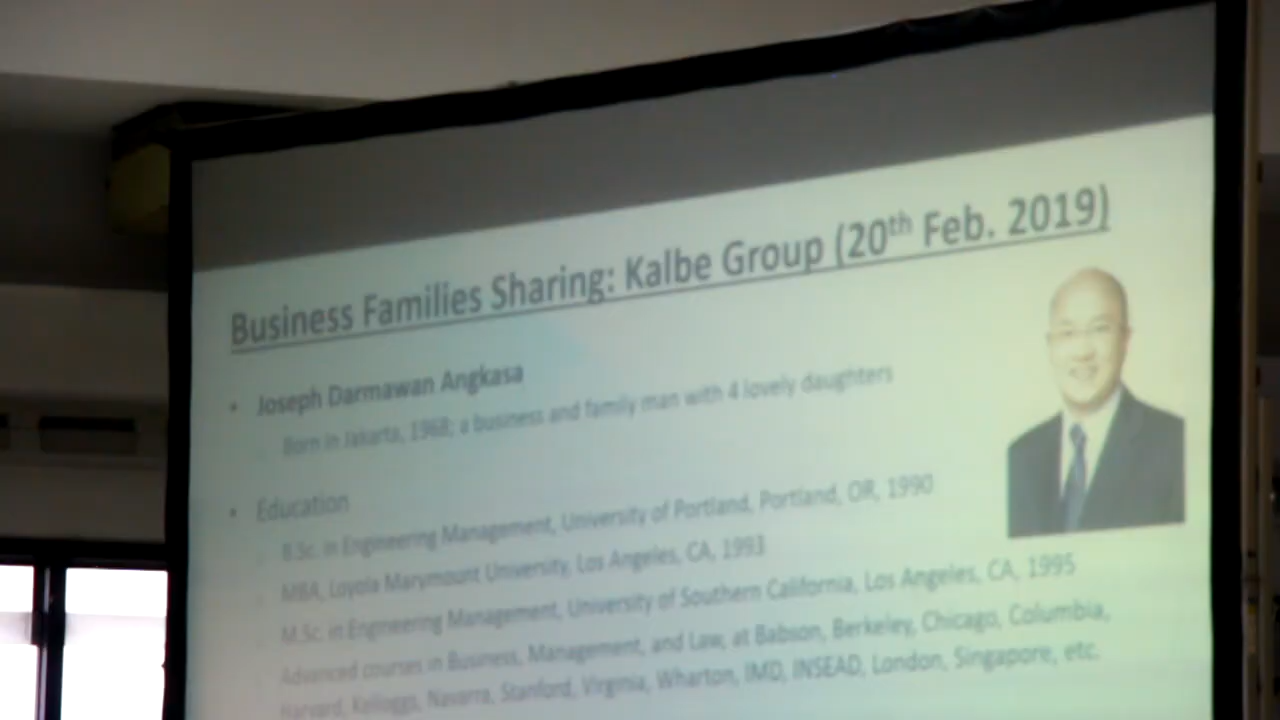 Business Families Sharing: Kalbe Group (20th Feb. 2019)
• Joseph Darmawan Angkasa
Born in Jakarta, 1968; a business and family man with 4 lovely daughters
• Education
B.Sc. in Engineering Management, University of Portland, Portland, OR, 1990
MBA, Loyola Marymount University, Los Angeles, CA, 1993
M.Sc. in Engineering Management, University of Southern California, Los Angeles, CA, 1995
Advanced courses in Business, Management, and Law, at Babson, Berkeley, Chicago, Columbia,
Harvard, Kelloggs, Navarra, Stanford, Virginia, Wharton, IMD, INSEAD, London, Singapore, etc.